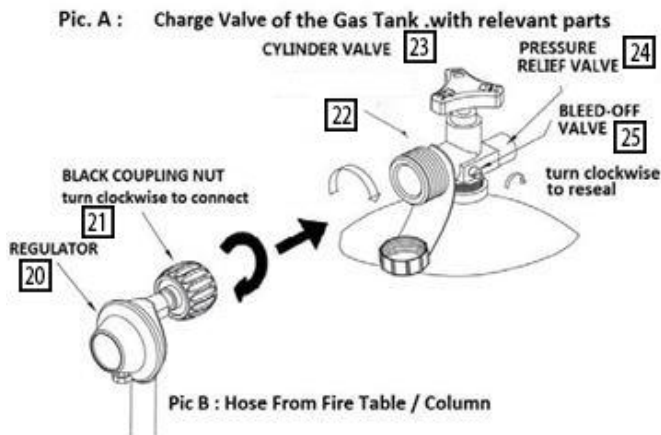 Pic. A : Charge Valve of the Gas Tank .with relevant parts
CYLINDER VALVE 23
PRESSURE
RELIEF VALVE 24
22
BLEED-OFF
VALVE 25
turn clockwise
to reseal
BLACK COUPLING NUT
turn clockwise to connect
21
REGULATOR
20
Pic B : Hose From Fire Table / Column